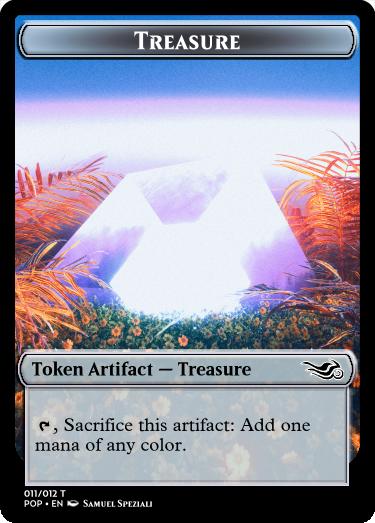 TREASURE
Token Artifact — Treasure
, Sacrifice this artifact: Add one
mana of any color.
011/012 T
POP • EN SAMUEL SPEZIALI